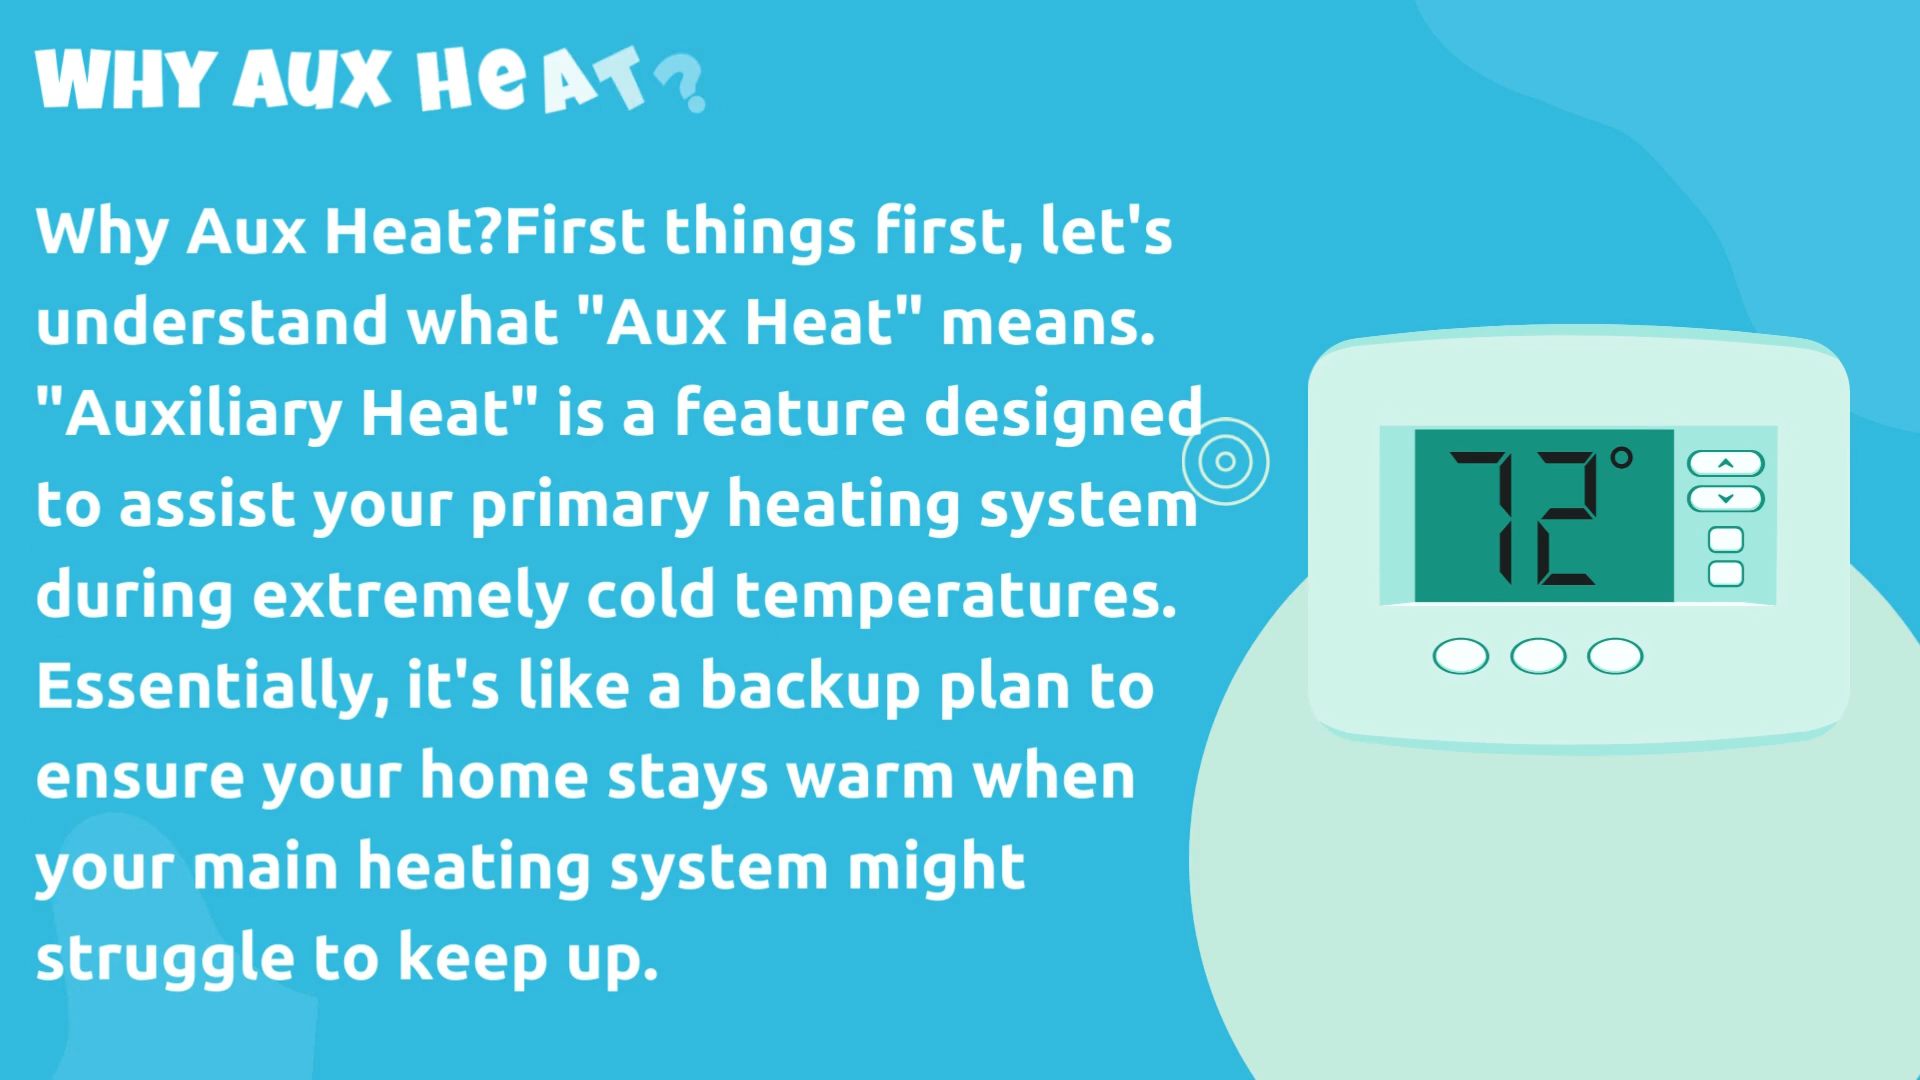 WHY AUX HeAT?
Why Aux Heat?First things first, let's
understand what "Aux Heat" means.
"Auxiliary Heat" is a feature designed
to assist your primary heating system
during extremely cold temperatures.
Essentially, it's like a backup plan to
ensure your home stays warm when
your main heating system might
struggle to keep up.
72°